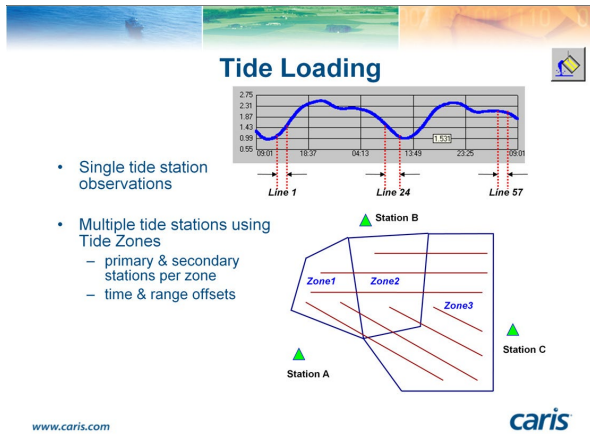 Tide Loading
2.75
2.31
1.87
1.43
0.99
0.55
1.531
09:01 18:37 04:13 13:49 23:25 09:01
Line 1 Line 24 Line 57
• Single tide station
observations
• Multiple tide stations using
Tide Zones
– primary & secondary
stations per zone
– time & range offsets
Station B
Zone1 Zone2
Zone3
Station C
Station A
www.caris.com
caris